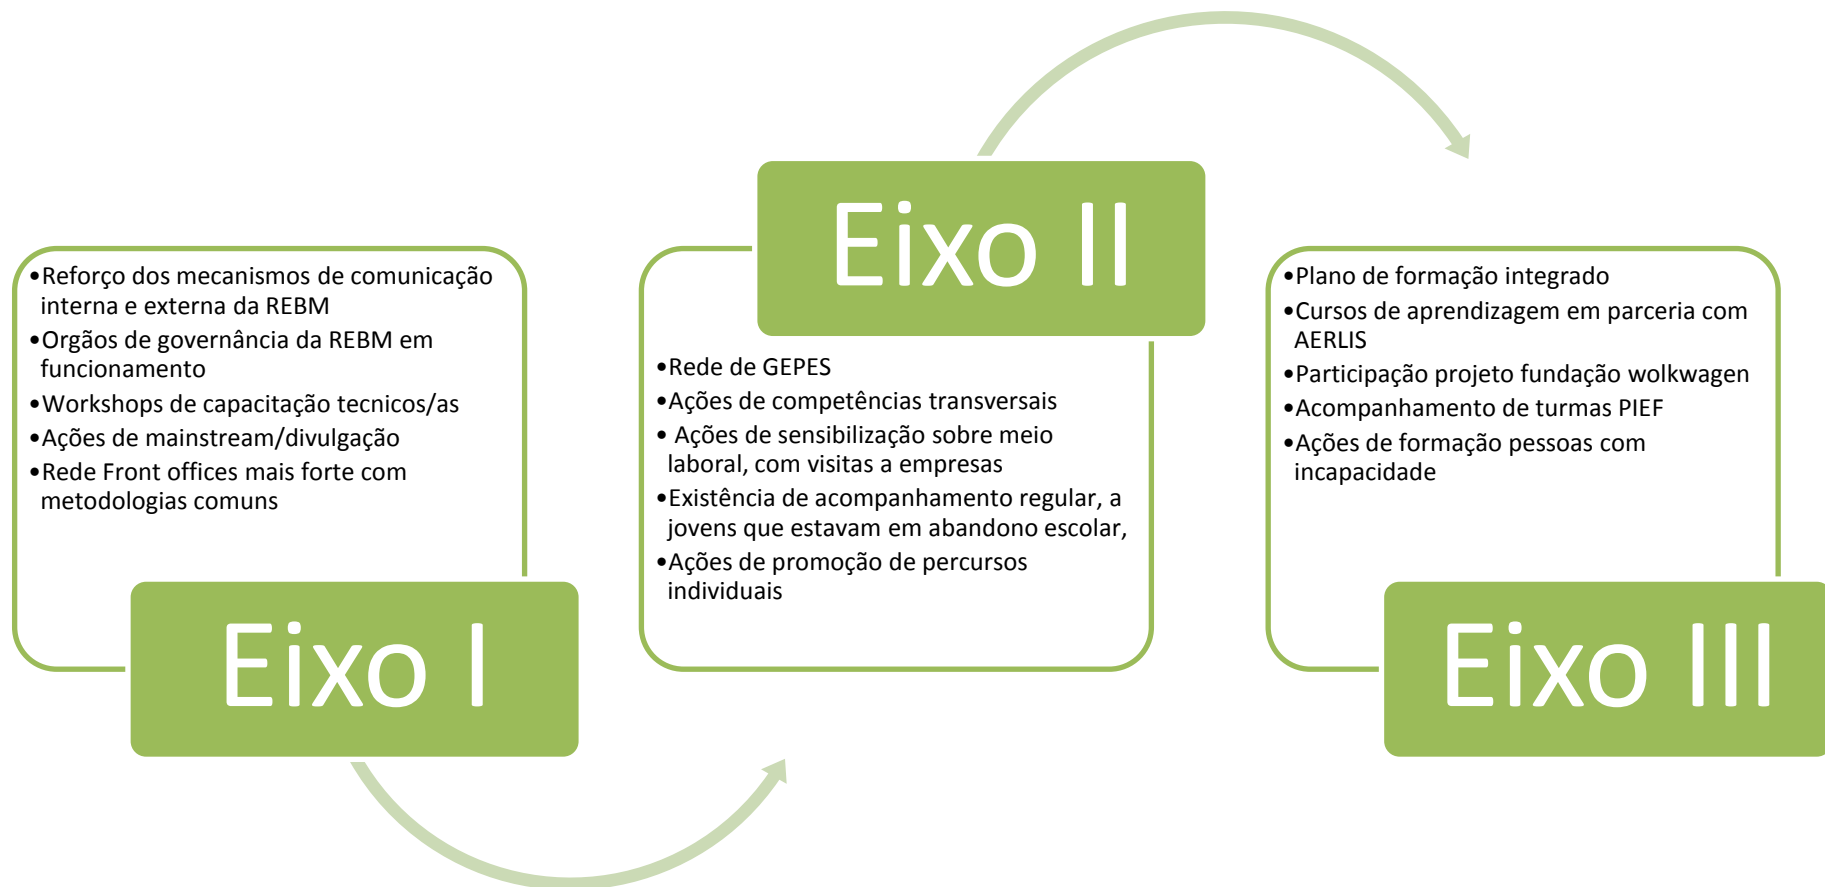 •Reforço dos mecanismos de comunicação
interna e externa da REBM
•Orgãos de governância da REBM em
funcionamento
•Workshops de capacitação tecnicos/as
•Ações de mainstream/divulgação
•Rede Front offices mais forte com
metodologias comuns
Eixo I
Eixo II
•Rede de GEPES
•Ações de competências transversais
• Ações de sensibilização sobre meio
laboral, com visitas a empresas
•Existência de acompanhamento regular, a
jovens que estavam em abandono escolar,
•Ações de promoção de percursos
individuais
•Plano de formação integrado
•Cursos de aprendizagem em parceria com
AERLIS
•Participação projeto fundação wolkwagen
•Acompanhamento de turmas PIEF
•Ações de formação pessoas com
incapacidade
Eixo III